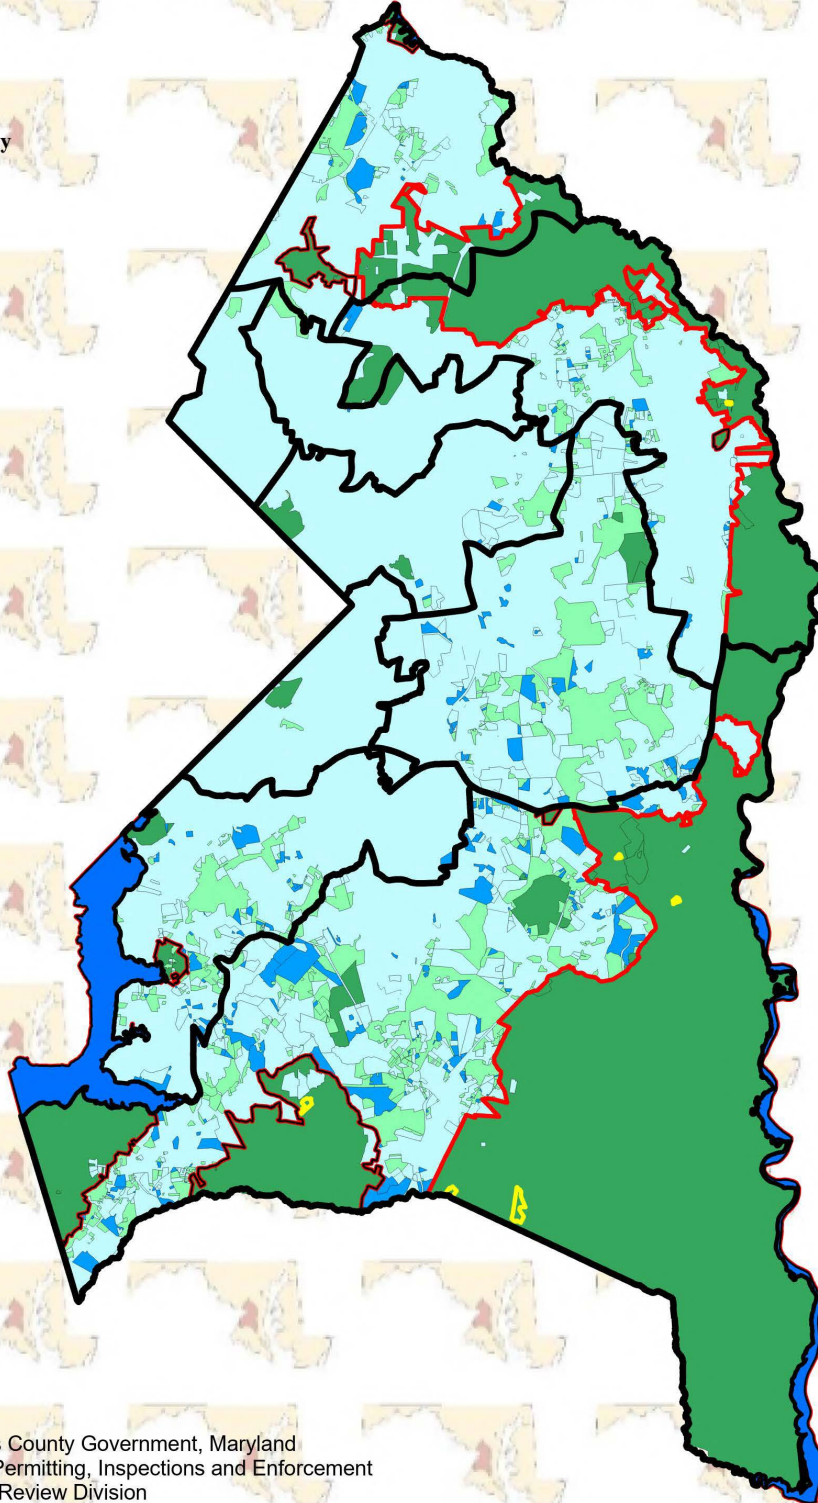 y
s County Government, Maryland
Permitting, Inspections and Enforcement
Review Division